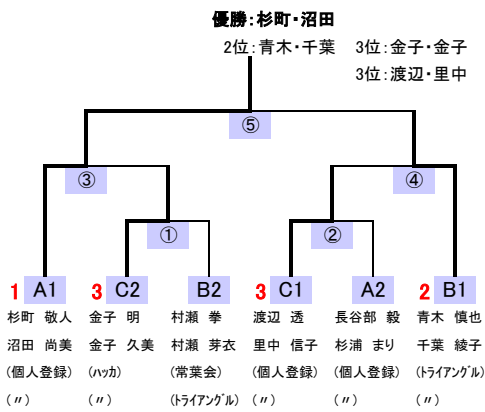 優勝:杉町・沼田
2位:青木・千葉 3位:金子・金子
3位:渡辺・里中
⑤
③ ④
① ②
1 A1 3 C2 B2 3 C1 A2 2 B1
杉町 敬人 金子 明 村瀬 拳 渡辺 透 長谷部 毅 青木 慎也
沼田 尚美 金子 久美 村瀬 芽衣 里中 信子 杉浦 まり 千葉 綾子
(個人登録) (ハッカ) (常葉会) (個人登録) (個人登録) (トライアングル)
(〃) (〃) (トライアングル) (〃) (〃) (〃)